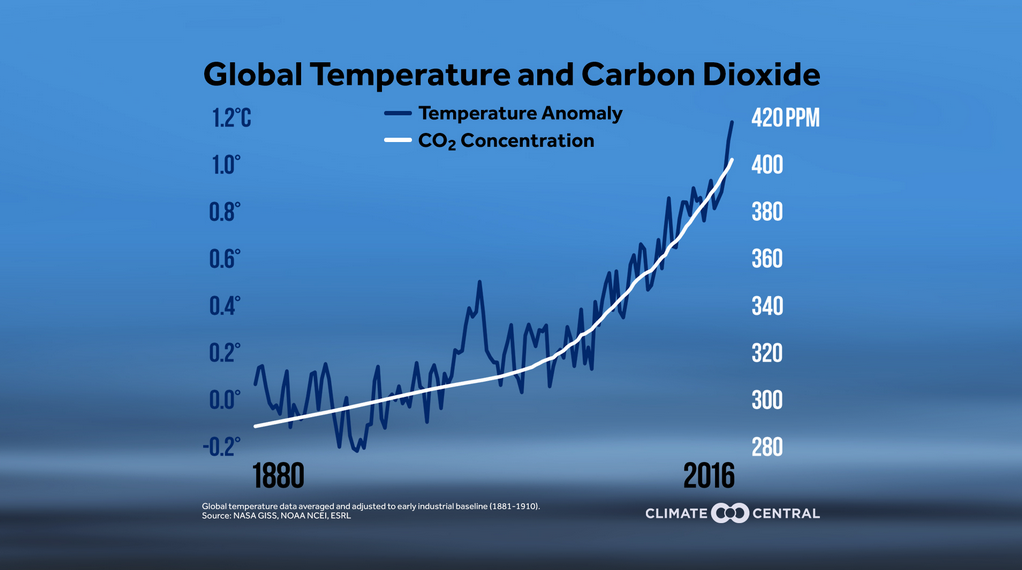 Global Temperature and Carbon Dioxide
Temperature Anomaly
CO₂ Concentration
1.2°C
1.0°
0.8°
0.6°
0.4°
0.2°
0.0°
-0.2°
420 PPM
400
380
360
340
320
300
280
1880
2016
Global temperature data averaged and adjusted to early industrial baseline (1881-1910).
Source: NASA GISS, NOAA NCEI, ESRL
CLIMATE CENTRAL